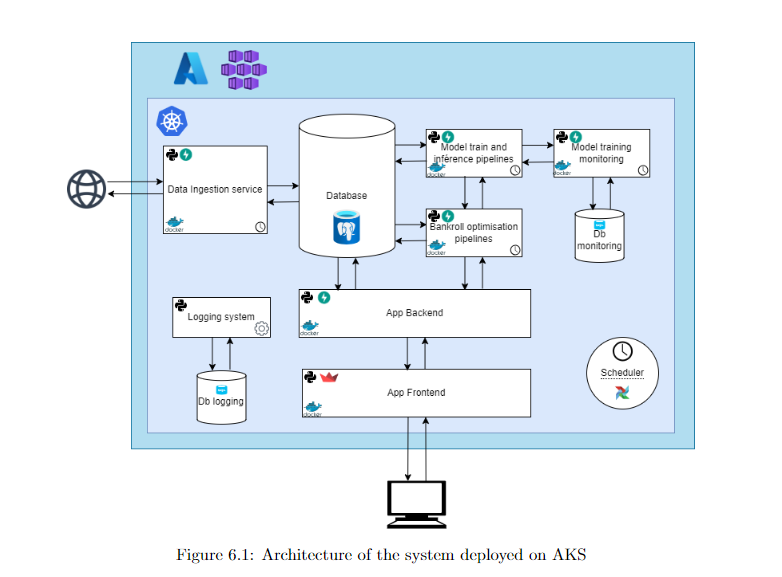 Data Ingestion service
docker
Database
Model train and
inference pipelines
docker
Model training
monitoring
docker
Bankroll optimisation
pipelines
docker
Db
monitoring
Logging system
App Backend
docker
Db logging
App Frontend
docker
Scheduler
Figure 6.1: Architecture of the system deployed on AKS